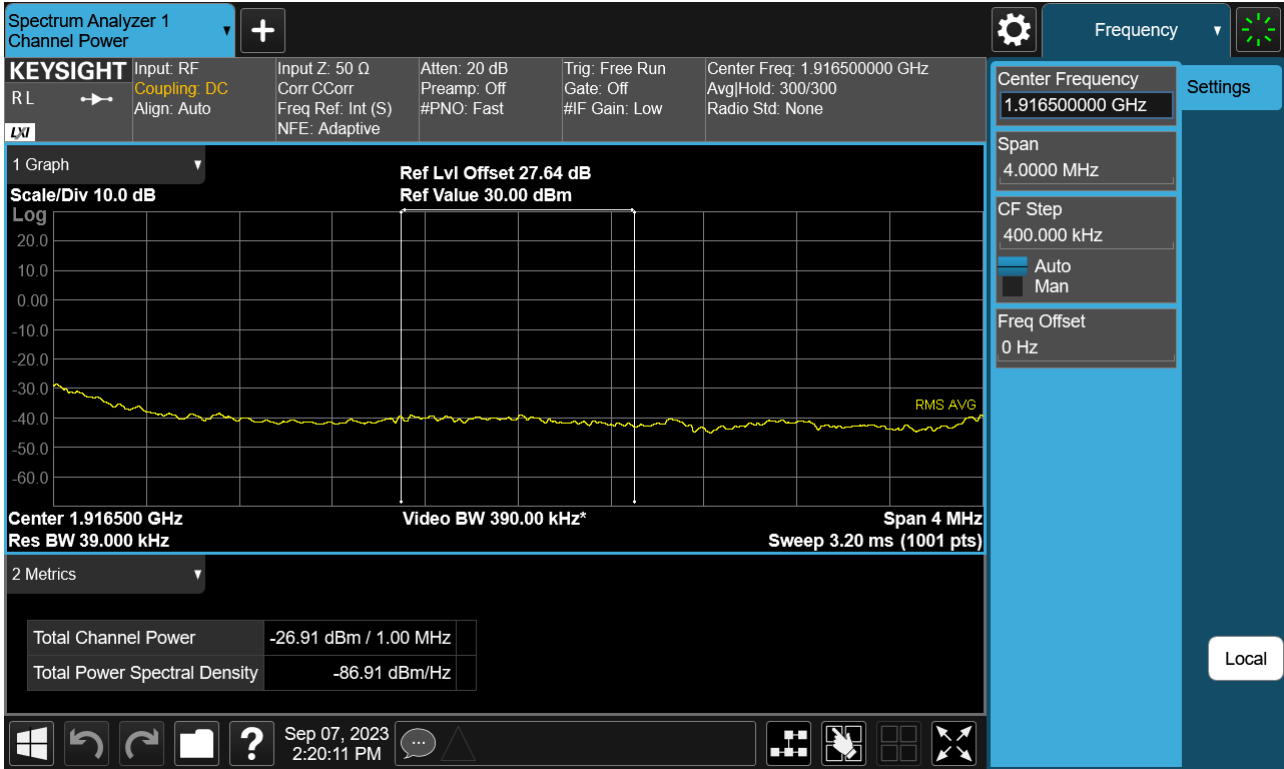 Spectrum Analyzer 1
Channel Power
Frequency
KEYSIGHT
R L
LXI
Input: RF
Coupling: DC
Align: Auto
Input Z: 50 Ω
Corr CCorr
Freq Ref: Int (S)
NFE: Adaptive
Atten: 20 dB
Preamp: Off
#PNO: Fast
Trig: Free Run
Gate: Off
#IF Gain: Low
Center Freq: 1.916500000 GHz
Avg|Hold: 300/300
Radio Std: None
Center Frequency
1.916500000 GHz
Settings
Span
4.0000 MHz
CF Step
400.000 kHz
Auto
Man
Freq Offset
0 Hz
Local
1 Graph
Ref Lvl Offset 27.64 dB
Scale/Div 10.0 dB
Ref Value 30.00 dBm
Log
20.0
10.0
0.00
-10.0
-20.0
-30.0
-40.0
-50.0
-60.0
RMS AVG
Center 1.916500 GHz
Video BW 390.00 kHz*
Span 4 MHz
Res BW 39.000 kHz
Sweep 3.20 ms (1001 pts)
2 Metrics
Total Channel Power -26.91 dBm / 1.00 MHz
Total Power Spectral Density -86.91 dBm/Hz
Sep 07, 2023
2:20:11 PM